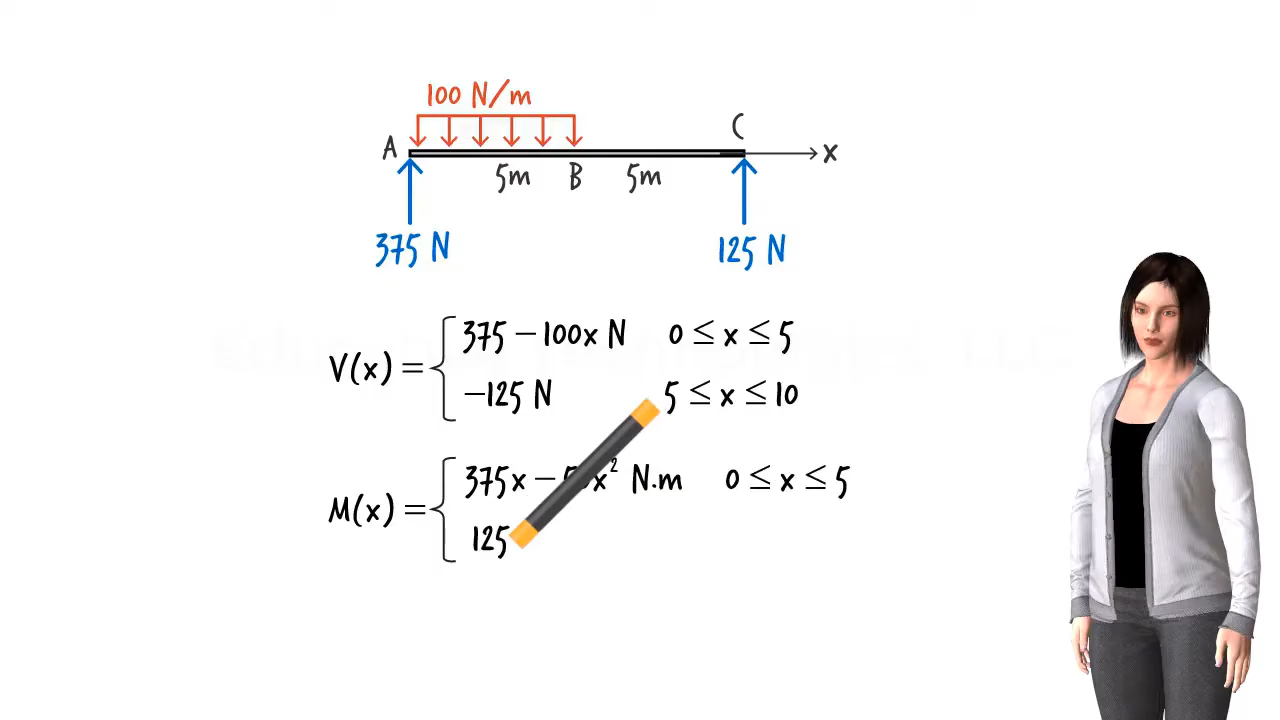 100 N/m
A
C
x
5m
B
5m
375 N
125 N
V(x) =
375 − 100x N 0 ≤ x ≤ 5
−125 N 5 ≤ x ≤ 10
M(x) =
375x − x² N.m 0 ≤ x ≤ 5
125